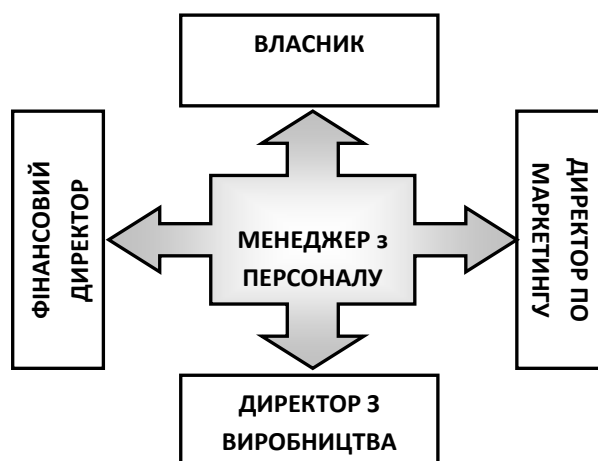 ВЛАСНИК
ФІНАНСОВИЙ
ДИРЕКТОР
МЕНЕДЖЕР з
ПЕРСОНАЛУ
ДИРЕКТОР ПО
МАРКЕТИНГУ
ДИРЕКТОР З
ВИРОБНИЦТВА